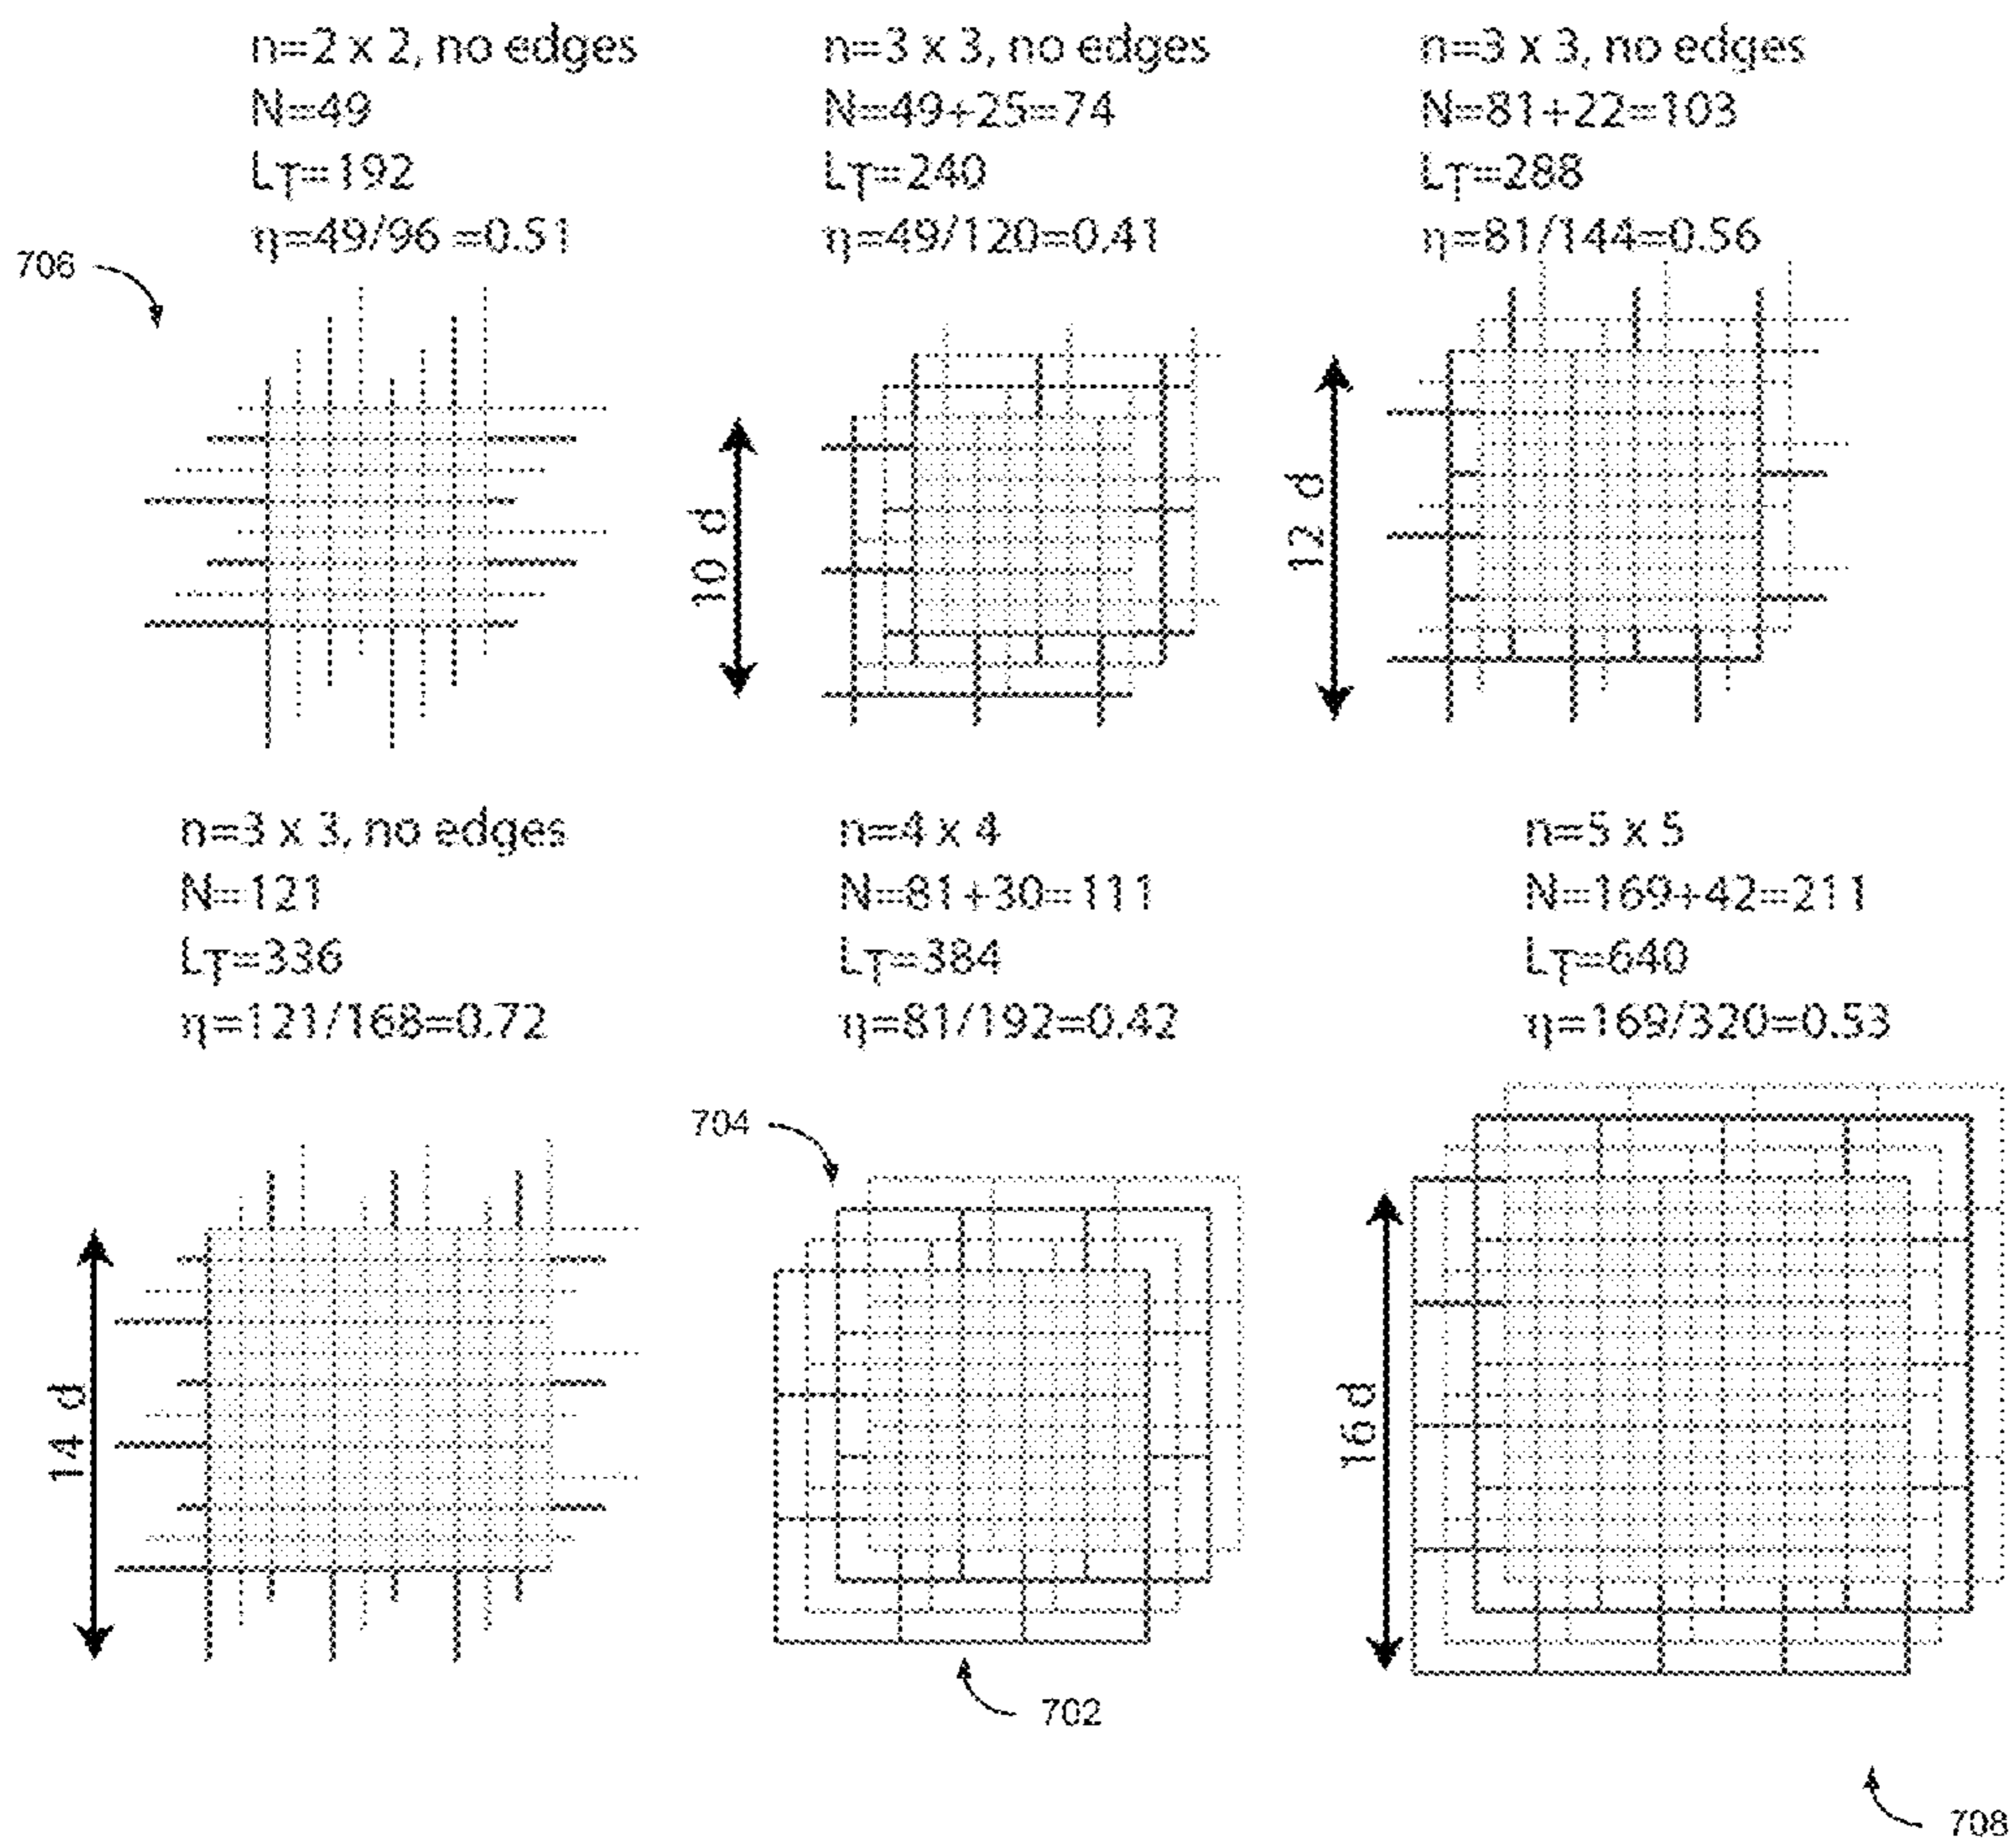 n=2 x 2, no edges
N=49
LT=192
η=49/96 =0.51
706
n=3 x 3, no edges
N=49+25=74
LT=240
η=49/120=0.41
10 d
n=3 x 3, no edges
N=81+22=103
LT=288
η=81/144=0.56
12 d
n=3 x 3, no edges
N=121
LT=336
η=121/168=0.72
14 d
n=4 x 4
N=81+30=111
LT=384
η=81/192=0.42
704
702
n=5 x 5
N=169+42=211
LT=640
η=169/320=0.53
16 d
708